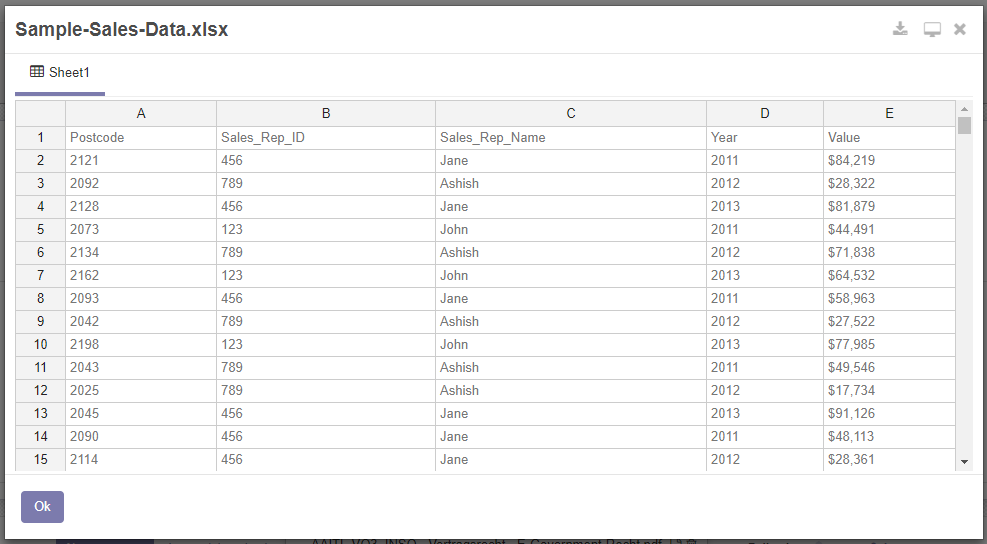 Sample-Sales-Data.xlsx
Sheet1
A B C D E
1 Postcode Sales_Rep_ID Sales_Rep_Name Year Value
2 2121 456 Jane 2011 $84,219
3 2092 789 Ashish 2012 $28,322
4 2128 456 Jane 2013 $81,879
5 2073 123 John 2011 $44,491
6 2134 789 Ashish 2012 $71,838
7 2162 123 John 2013 $64,532
8 2093 456 Jane 2011 $58,963
9 2042 789 Ashish 2012 $27,522
10 2198 123 John 2013 $77,985
11 2043 789 Ashish 2011 $49,546
12 2025 789 Ashish 2012 $17,734
13 2045 456 Jane 2013 $91,126
14 2090 456 Jane 2011 $48,113
15 2114 456 Jane 2012 $28,361
Ok